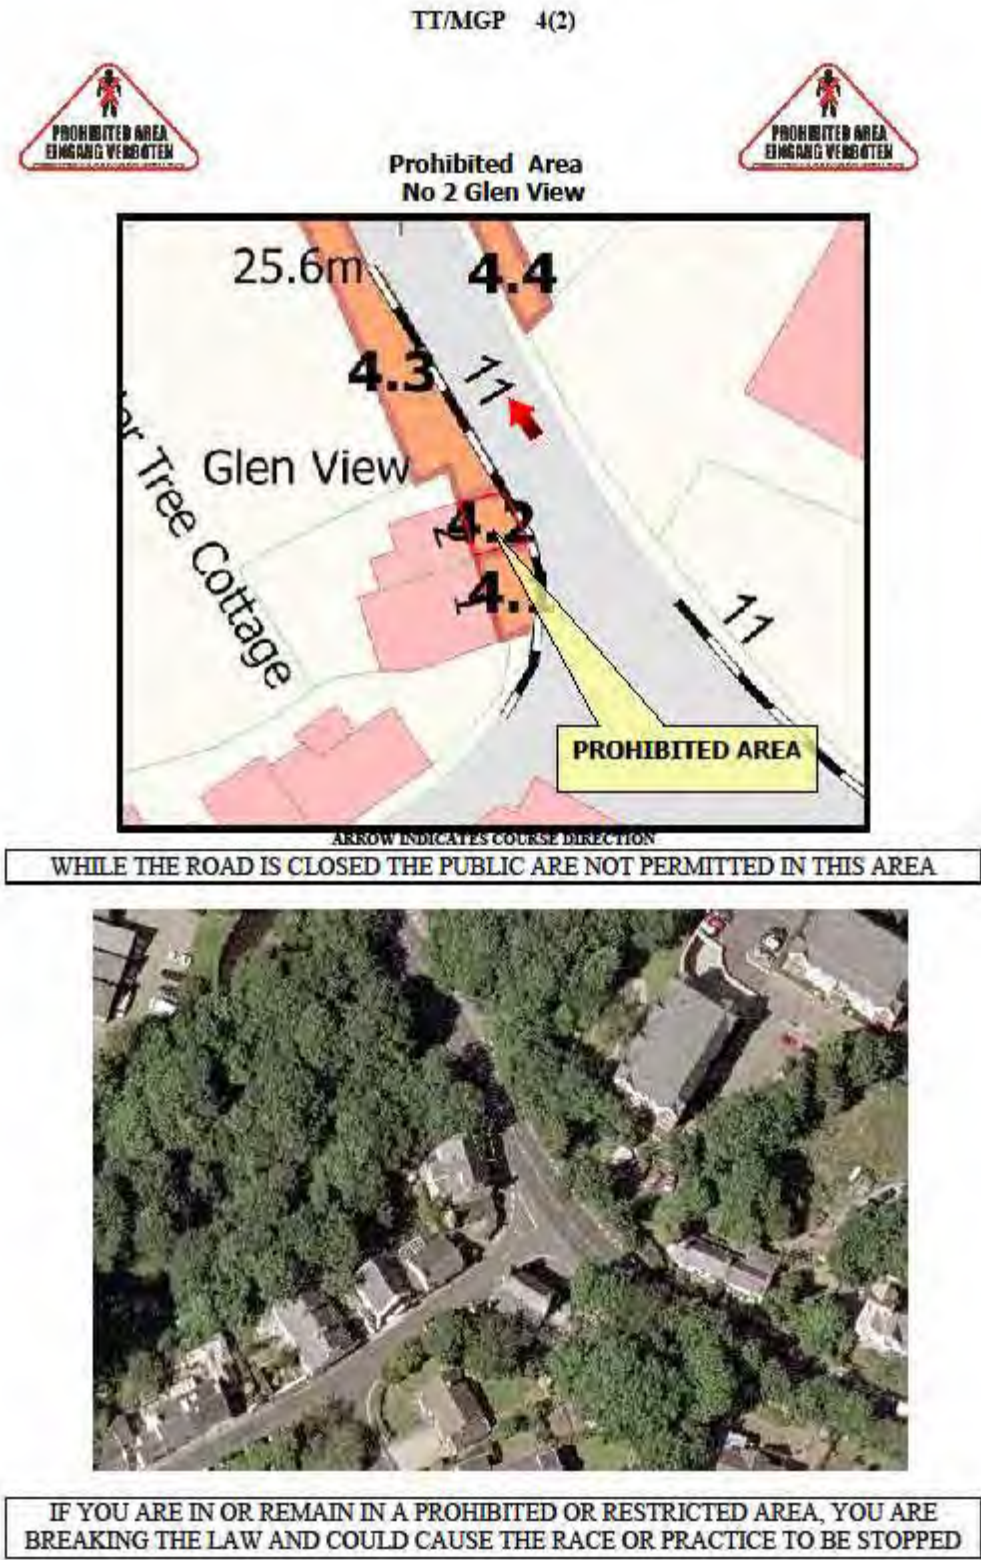 TT/MGP 4(2)
PROHIBITED AREA
EINGANG VERBOTEN
PROHIBITED AREA
EINGANG VERBOTEN
Prohibited Area
No 2 Glen View
25.6m
4.4
4.3
11
Glen View
4.2
Tree Cottage
11
PROHIBITED AREA
ARROW INDICATES COURSE DIRECTION
WHILE THE ROAD IS CLOSED THE PUBLIC ARE NOT PERMITTED IN THIS AREA
IF YOU ARE IN OR REMAIN IN A PROHIBITED OR RESTRICTED AREA, YOU ARE
BREAKING THE LAW AND COULD CAUSE THE RACE OR PRACTICE TO BE STOPPED